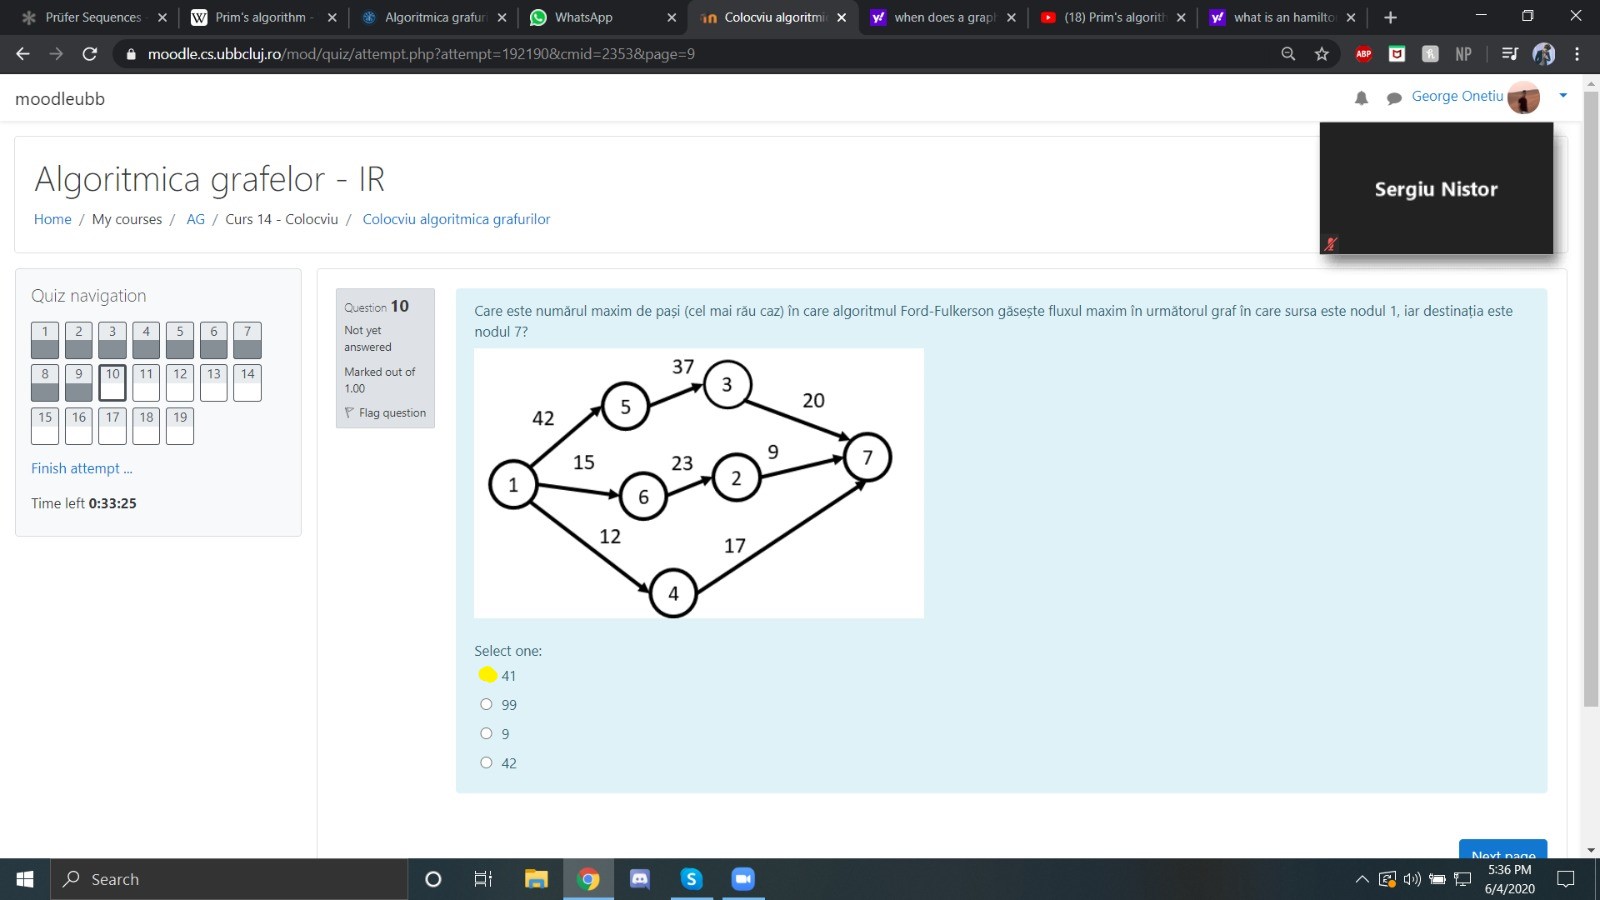 Prüfer Sequences
Prim's algorithm -
Algoritmica grafuri
WhatsApp
Colocviu algoritmi
when does a grap
(18) Prim's algorith
what is an hamilto
moodle.cs.ubbcluj.ro/mod/quiz/attempt.php?attempt=192190&cmid=2353&page=9
ABP
NP
moodleubb
George Onetiu
Sergiu Nistor
Algoritmica grafelor - IR
Home / My courses / AG / Curs 14 - Colocviu / Colocviu algoritmica grafurilor
Quiz navigation
1 2 3 4 5 6 7
8 9 10 11 12 13 14
15 16 17 18 19
Finish attempt ...
Time left 0:33:25
Question 10
Not yet
answered
Marked out of
1.00
Flag question
Care este numărul maxim de pași (cel mai rău caz) în care algoritmul Ford-Fulkerson găsește fluxul maxim în următorul graf în care sursa este nodul 1, iar destinația este
nodul 7?
37
3
42
5
20
15
23
9
7
1
6
2
12
17
4
Select one:
41
99
9
42
Next page
Search
5:36 PM
6/4/2020